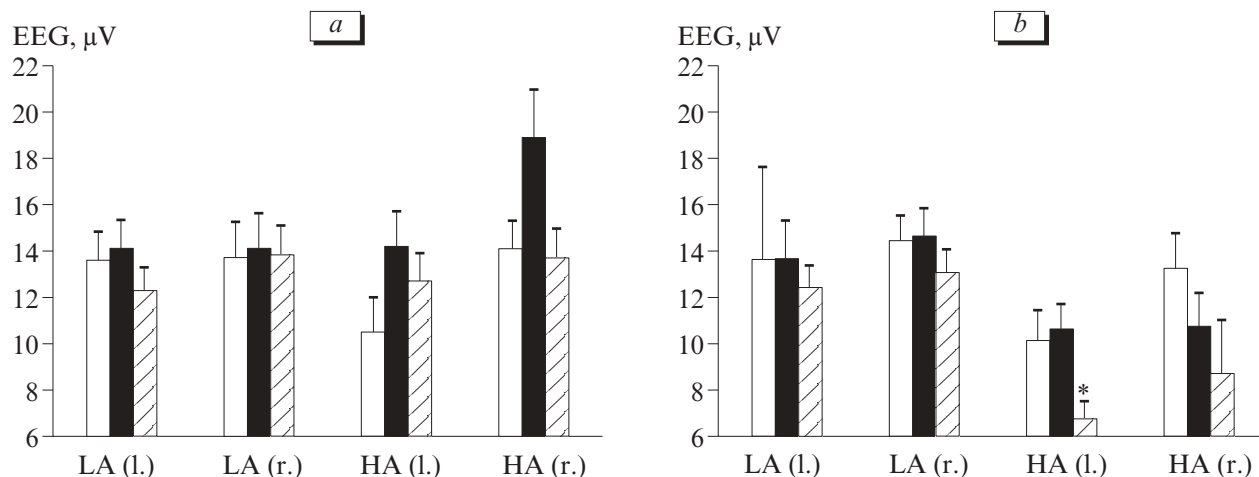 a
EEG, μV
22
20
18
16
14
12
10
8
6
LA (l.)
LA (r.)
HA (l.)
HA (r.)
b
EEG, μV
22
20
18
16
14
12
10
8
6
*
LA (l.)
LA (r.)
HA (l.)
HA (r.)